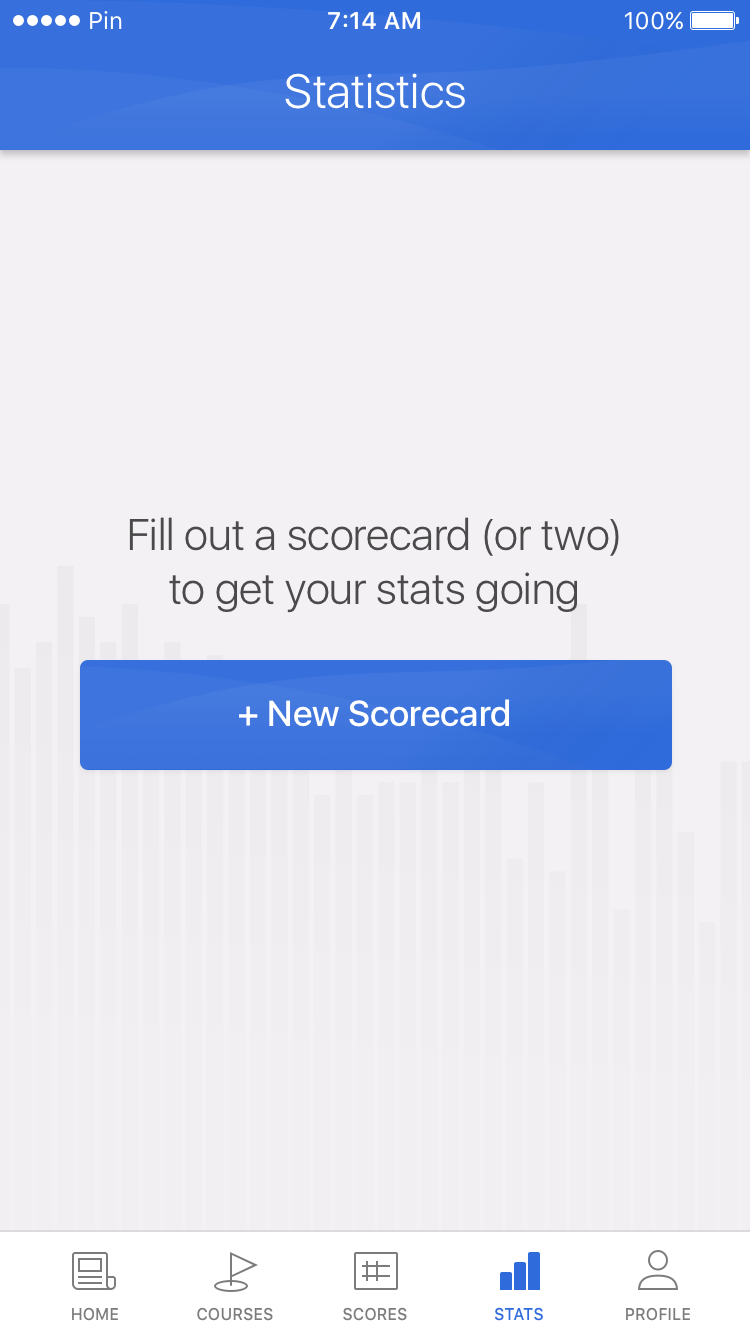 Pin 7:14 AM 100%
Statistics
Fill out a scorecard (or two)
to get your stats going
+ New Scorecard
HOME COURSES SCORES STATS PROFILE